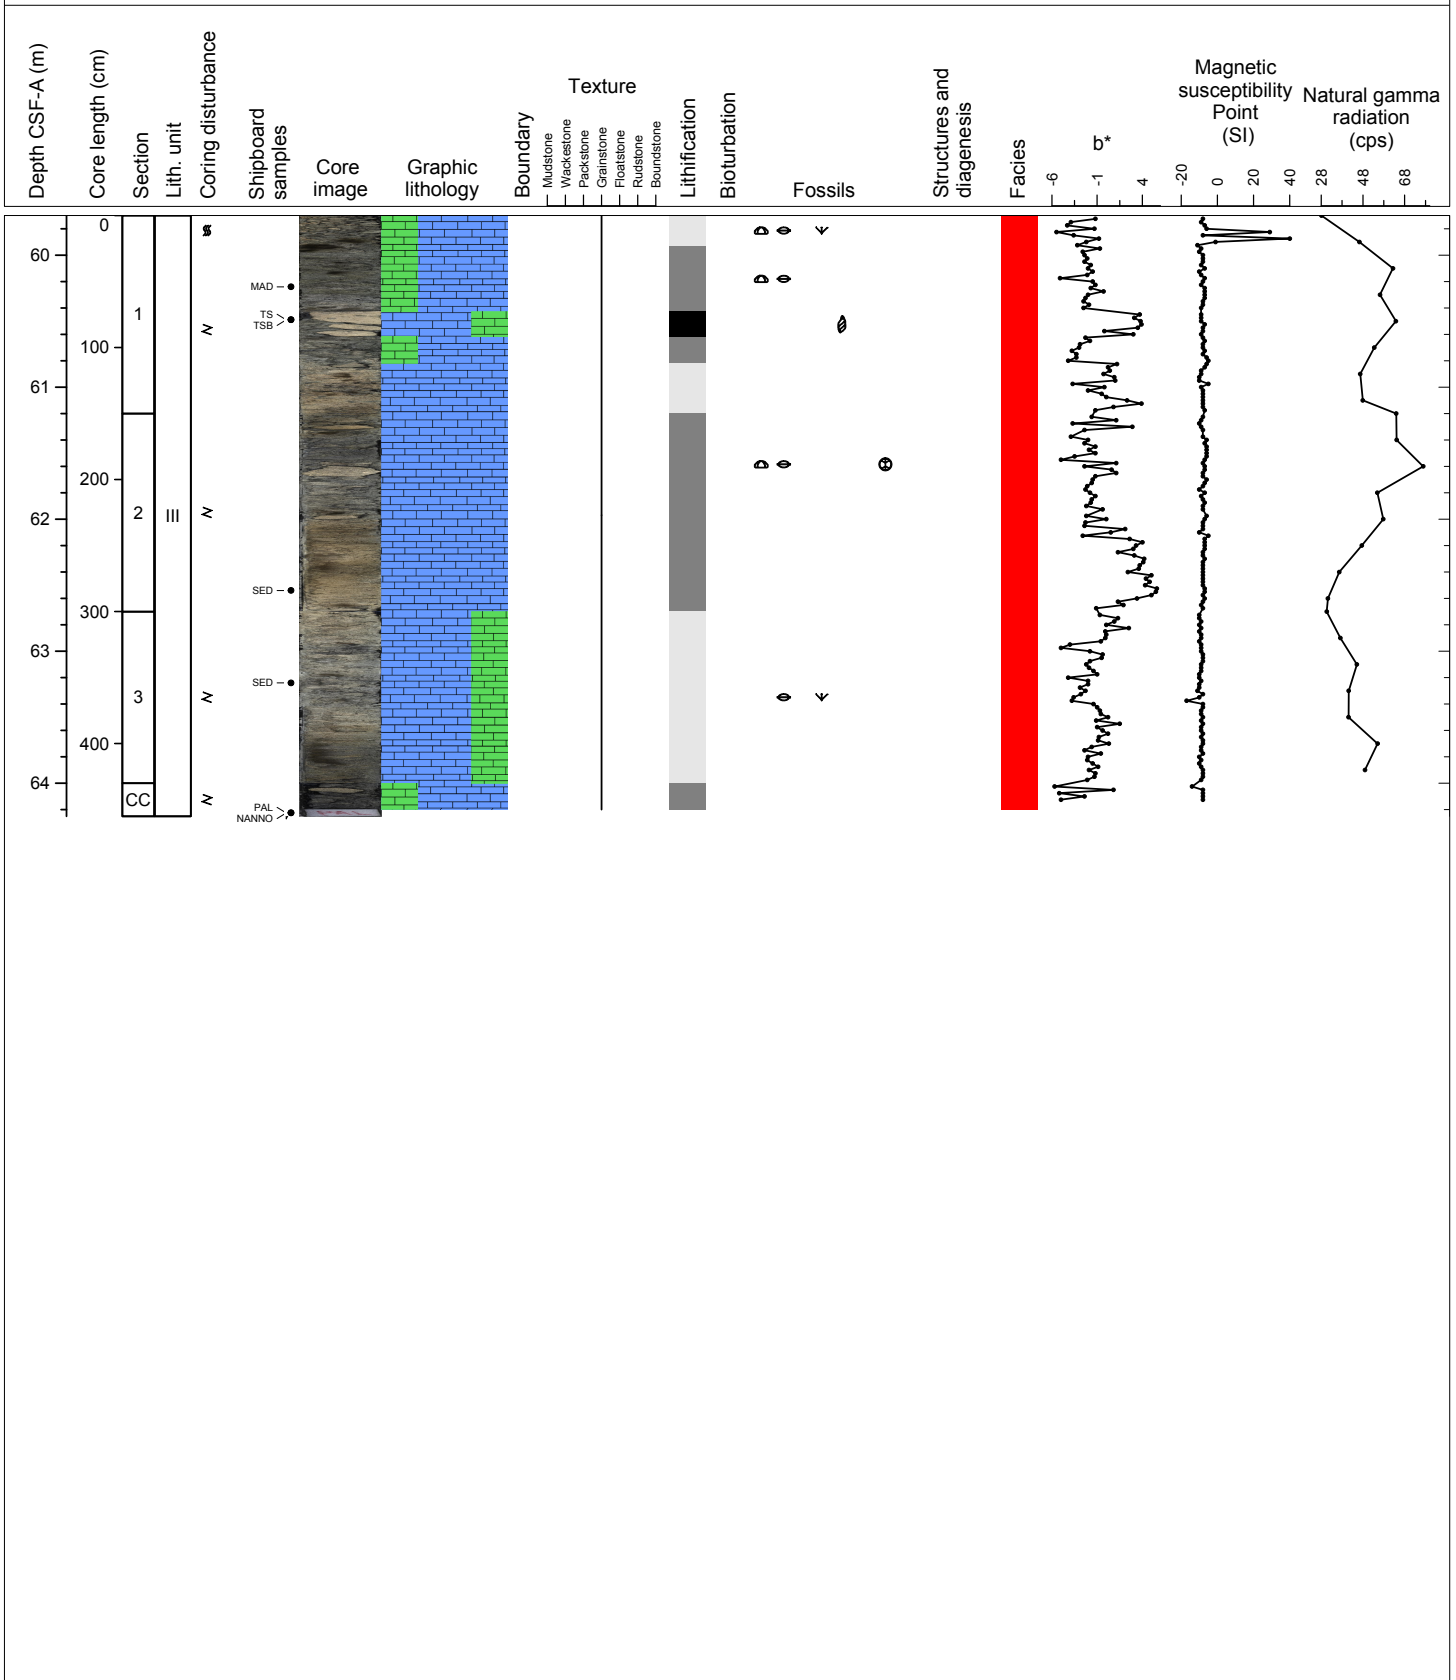 Depth CSF-A (m)
Core length (cm)
Section
Lith. unit
Coring disturbance
Shipboard
samples
Core
image
Graphic
lithology
Boundary
Texture
Mudstone
Wackestone
Packstone
Grainstone
Floatstone
Rudstone
Boundstone
Lithification
Bioturbation
Fossils
Structures and
diagenesis
Facies
b*
-6
-1
4
Magnetic
susceptibility
Point
(SI)
-20
0
20
40
Natural gamma
radiation
(cps)
28
48
68
60
61
62
63
64
0
100
200
300
400
1
2
3
CC
III
MAD
TS
TSB
SED
SED
PAL
NANNO